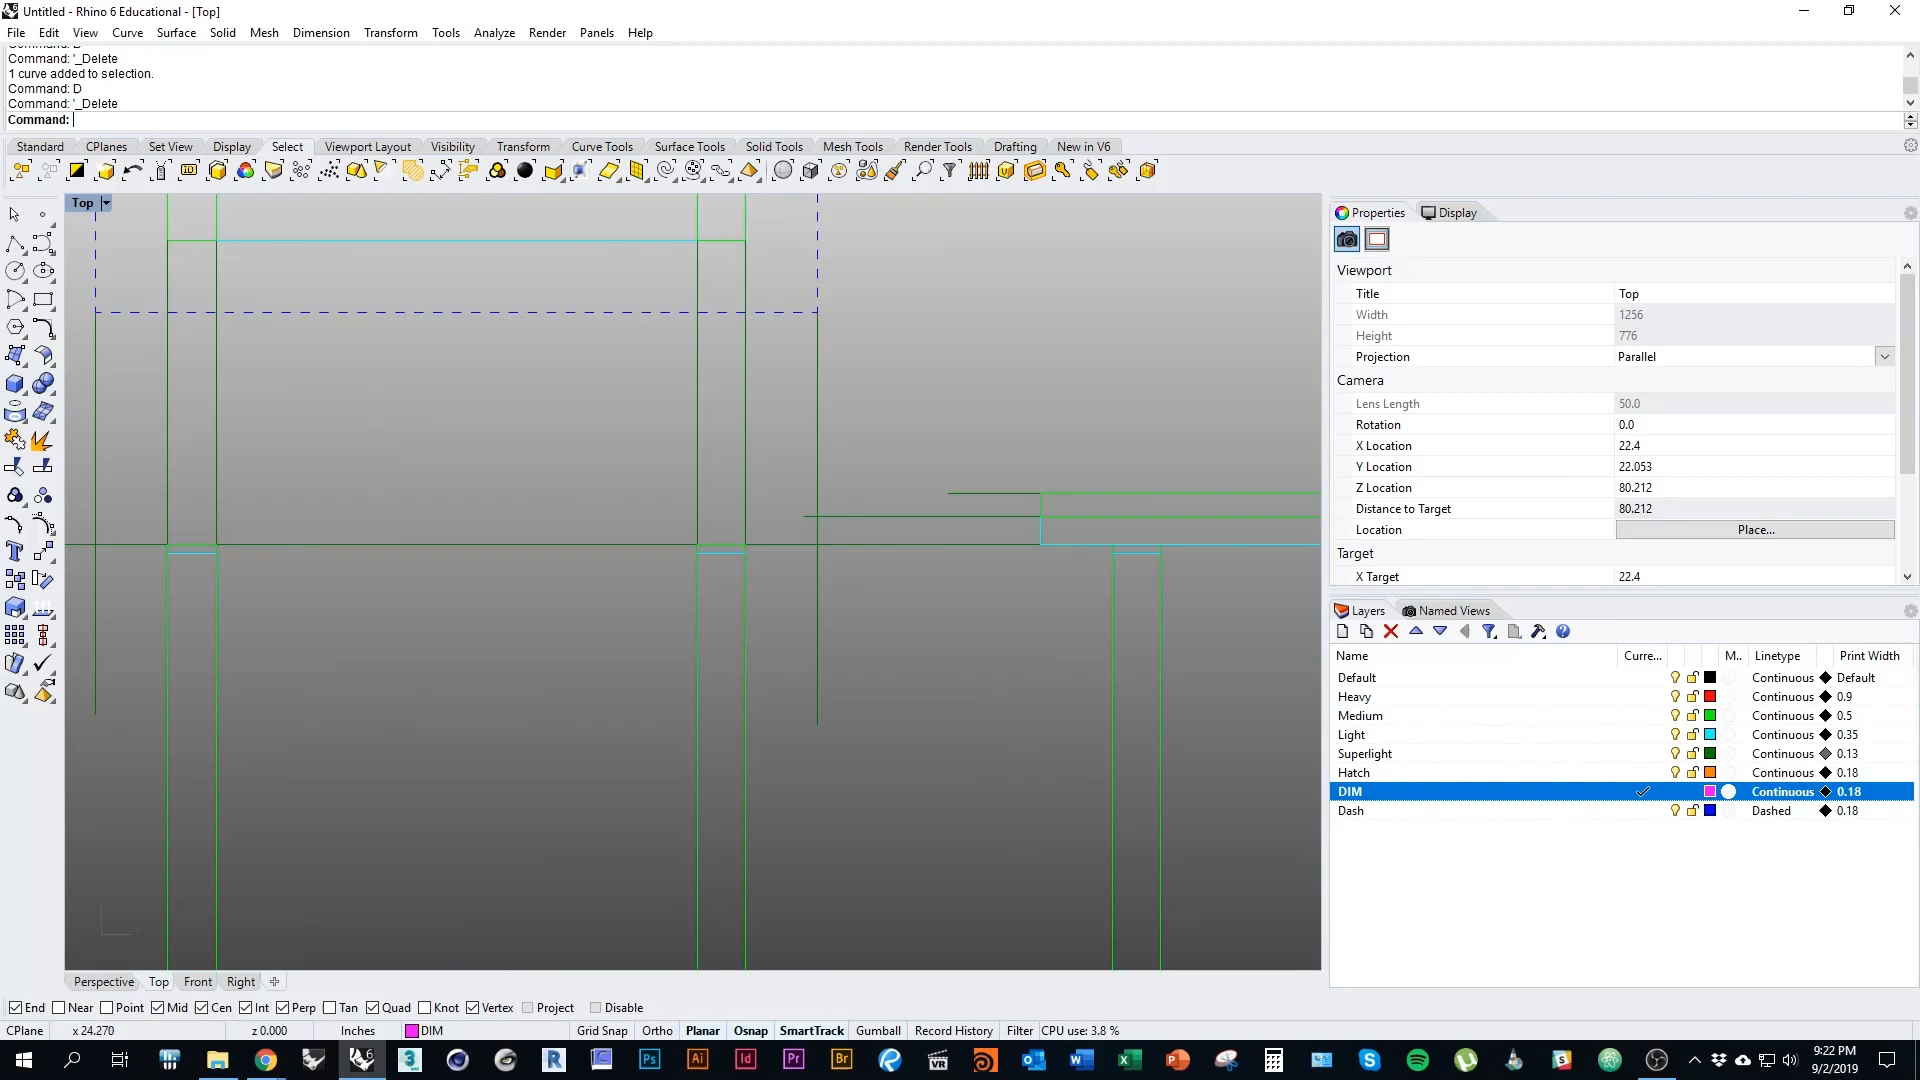 Untitled - Rhino 6 Educational - [Top]
File Edit View Curve Surface Solid Mesh Dimension Transform Tools Analyze Render Panels Help
Command: '_Delete
1 curve added to selection.
Command: D
Command: '_Delete
Command:
Standard CPlanes Set View Display Select Viewport Layout Visibility Transform Curve Tools Surface Tools Solid Tools Mesh Tools Render Tools Drafting New in V6
Top
Properties Display
Viewport
Title Top
Width 1256
Height 776
Projection Parallel
Camera
Lens Length 50.0
Rotation 0.0
X Location 22.4
Y Location 22.053
Z Location 80.212
Distance to Target 80.212
Location Place...
Target
X Target 22.4
Layers Named Views
Name Curre... M.. Linetype Print Width
Default Continuous Default
Heavy Continuous 0.9
Medium Continuous 0.5
Light Continuous 0.35
Superlight Continuous 0.13
Hatch Continuous 0.18
DIM Continuous 0.18
Dash Dashed 0.18
Perspective Top Front Right
End Near Point Mid Cen Int Perp Tan Quad Knot Vertex Project Disable
CPlane x 24.270 z 0.000 Inches DIM Grid Snap Ortho Planar Osnap SmartTrack Gumball Record History Filter CPU use: 3.8 %
9:22 PM
9/2/2019